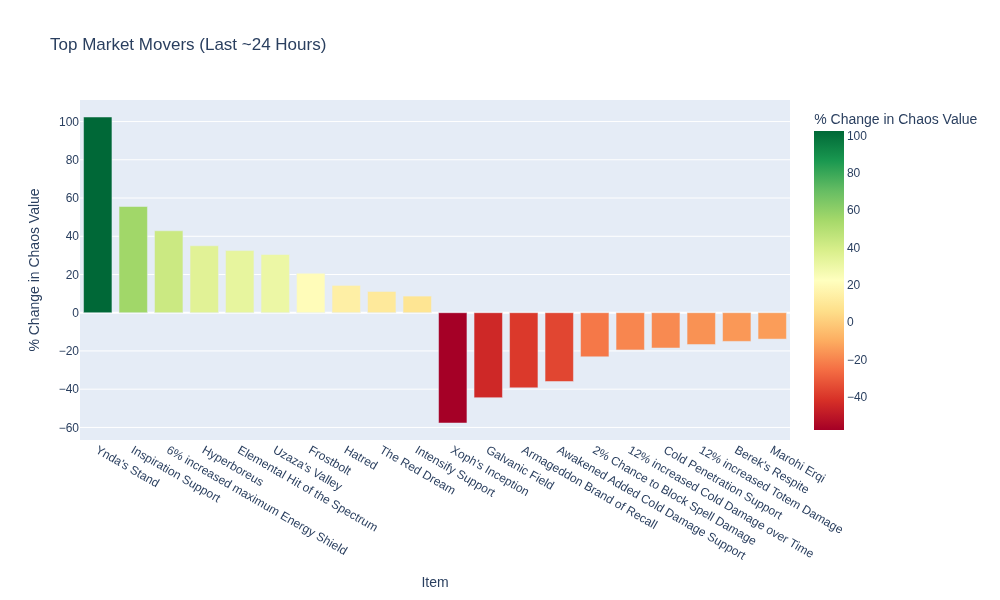 Top Market Movers (Last ~24 Hours)
% Change in Chaos Value
100
80
60
40
20
0
−20
−40
−60
Ynda's Stand
Inspiration Support
6% increased maximum Energy Shield
Hyperboreus
Elemental Hit of the Spectrum
Uzaza's Valley
Frostbolt
Hatred
The Red Dream
Intensify Support
Xoph's Inception
Galvanic Field
Armageddon Brand of Recall
Awakened Added Cold Damage Support
2% Chance to Block Spell Damage
12% increased Cold Damage over Time
Cold Penetration Support
12% increased Totem Damage
Berek's Respite
Marohi Erqi
Item
% Change in Chaos Value
100
80
60
40
20
0
−20
−40